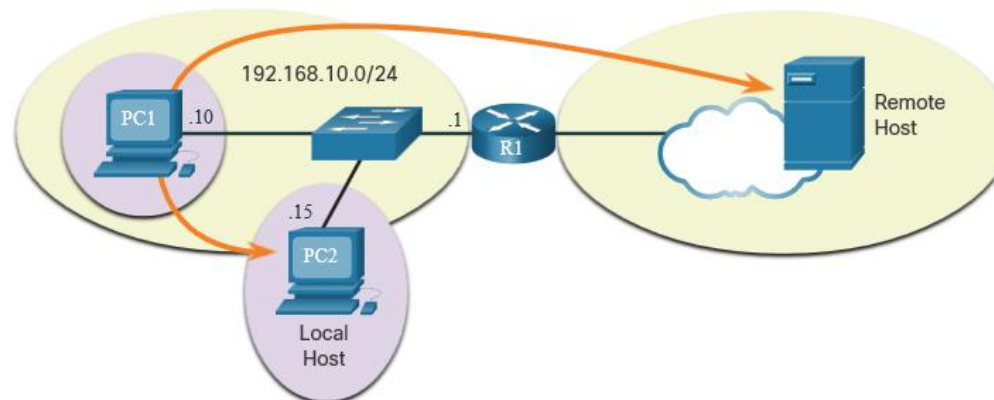 192.168.10.0/24
PC1
.10
.1
R1
Remote
Host
.15
PC2
Local
Host